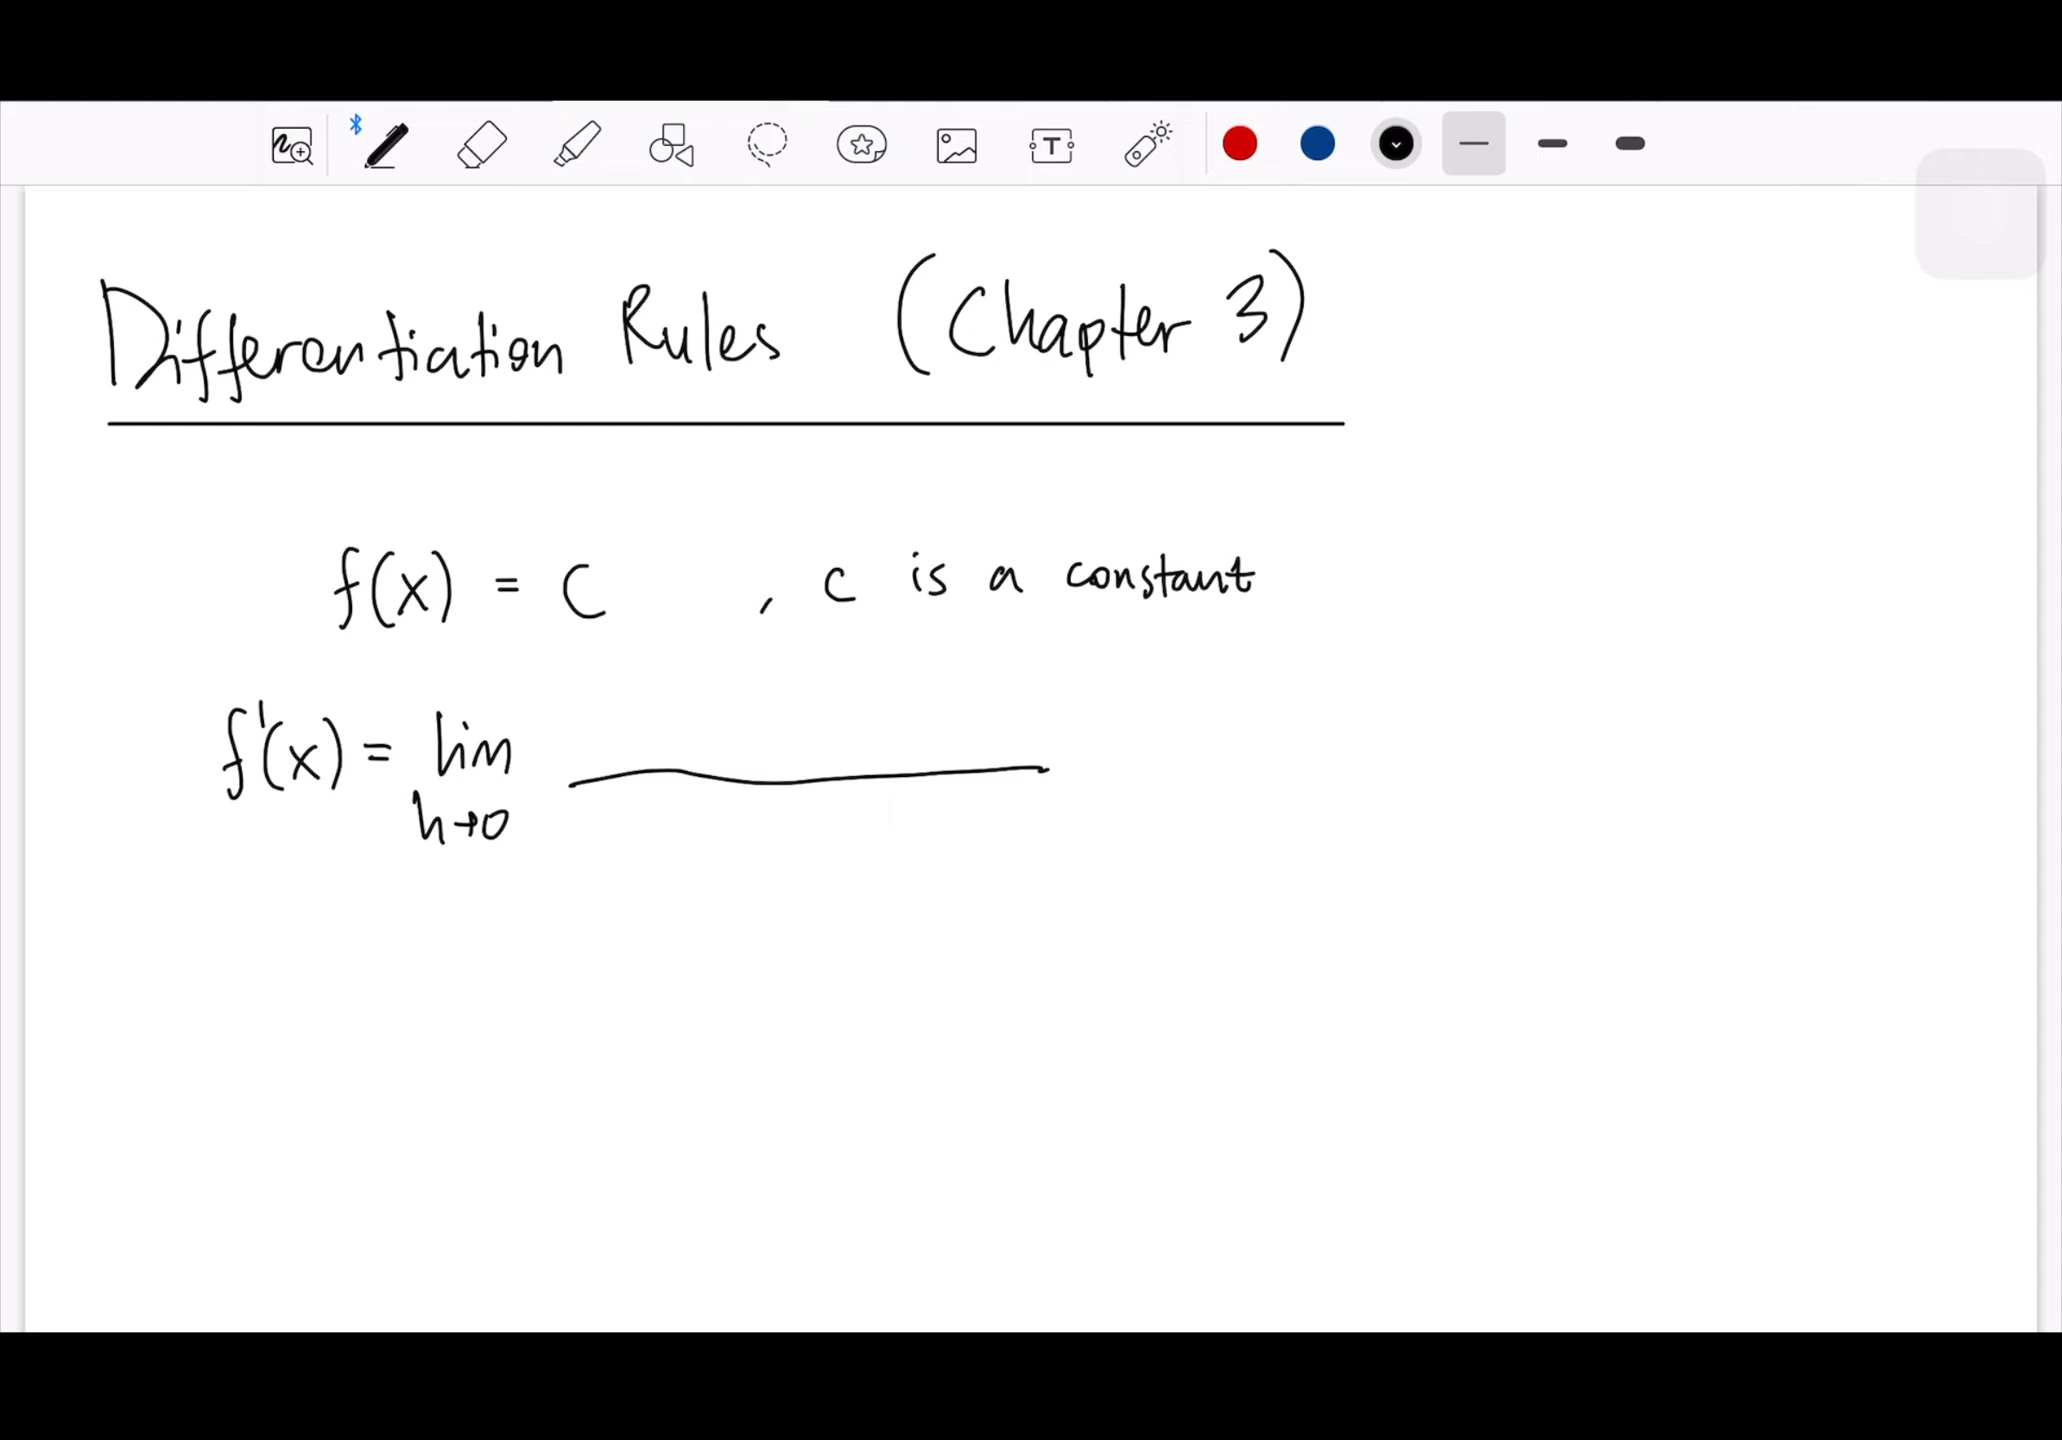 Differentiation Rules (Chapter 3)
f(x) = C , c is a constant
f'(x) = lim
h→0